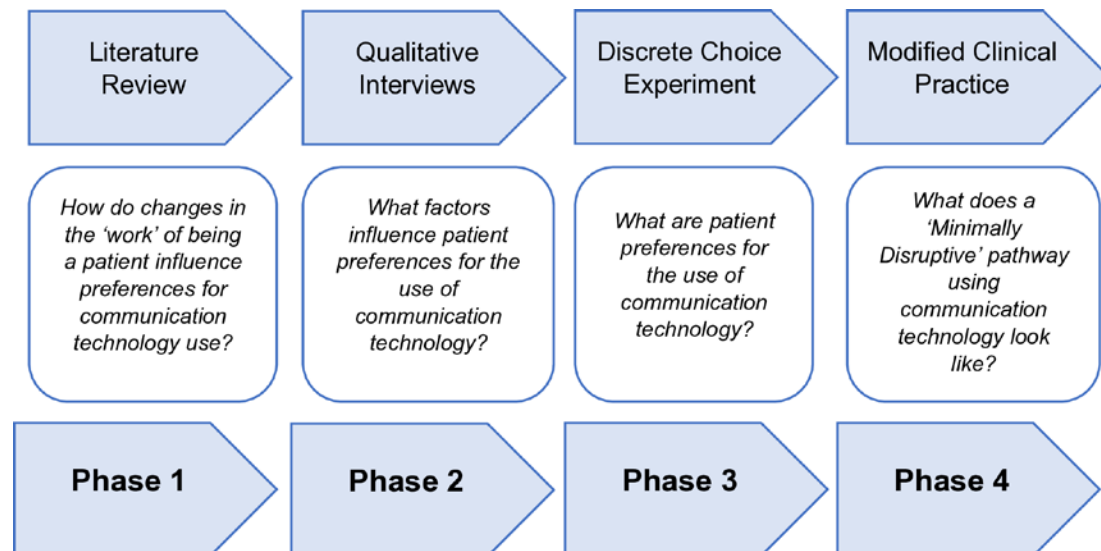 Literature
Review
Qualitative
Interviews
Discrete Choice
Experiment
Modified Clinical
Practice
How do changes in
the ‘work’ of being
a patient influence
preferences for
communication
technology use?
What factors
influence patient
preferences for the
use of
communication
technology?
What are patient
preferences for
the use of
communication
technology?
What does a
‘Minimally
Disruptive’ pathway
using
communication
technology look
like?
Phase 1
Phase 2
Phase 3
Phase 4